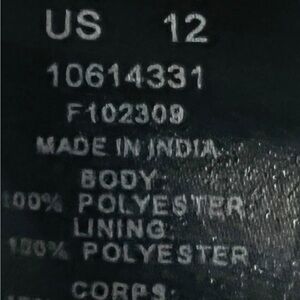 US 12
10614331
F102309
MADE IN INDIA
BODY:
100% POLYESTER
LINING:
100% POLYESTER
CORPS: